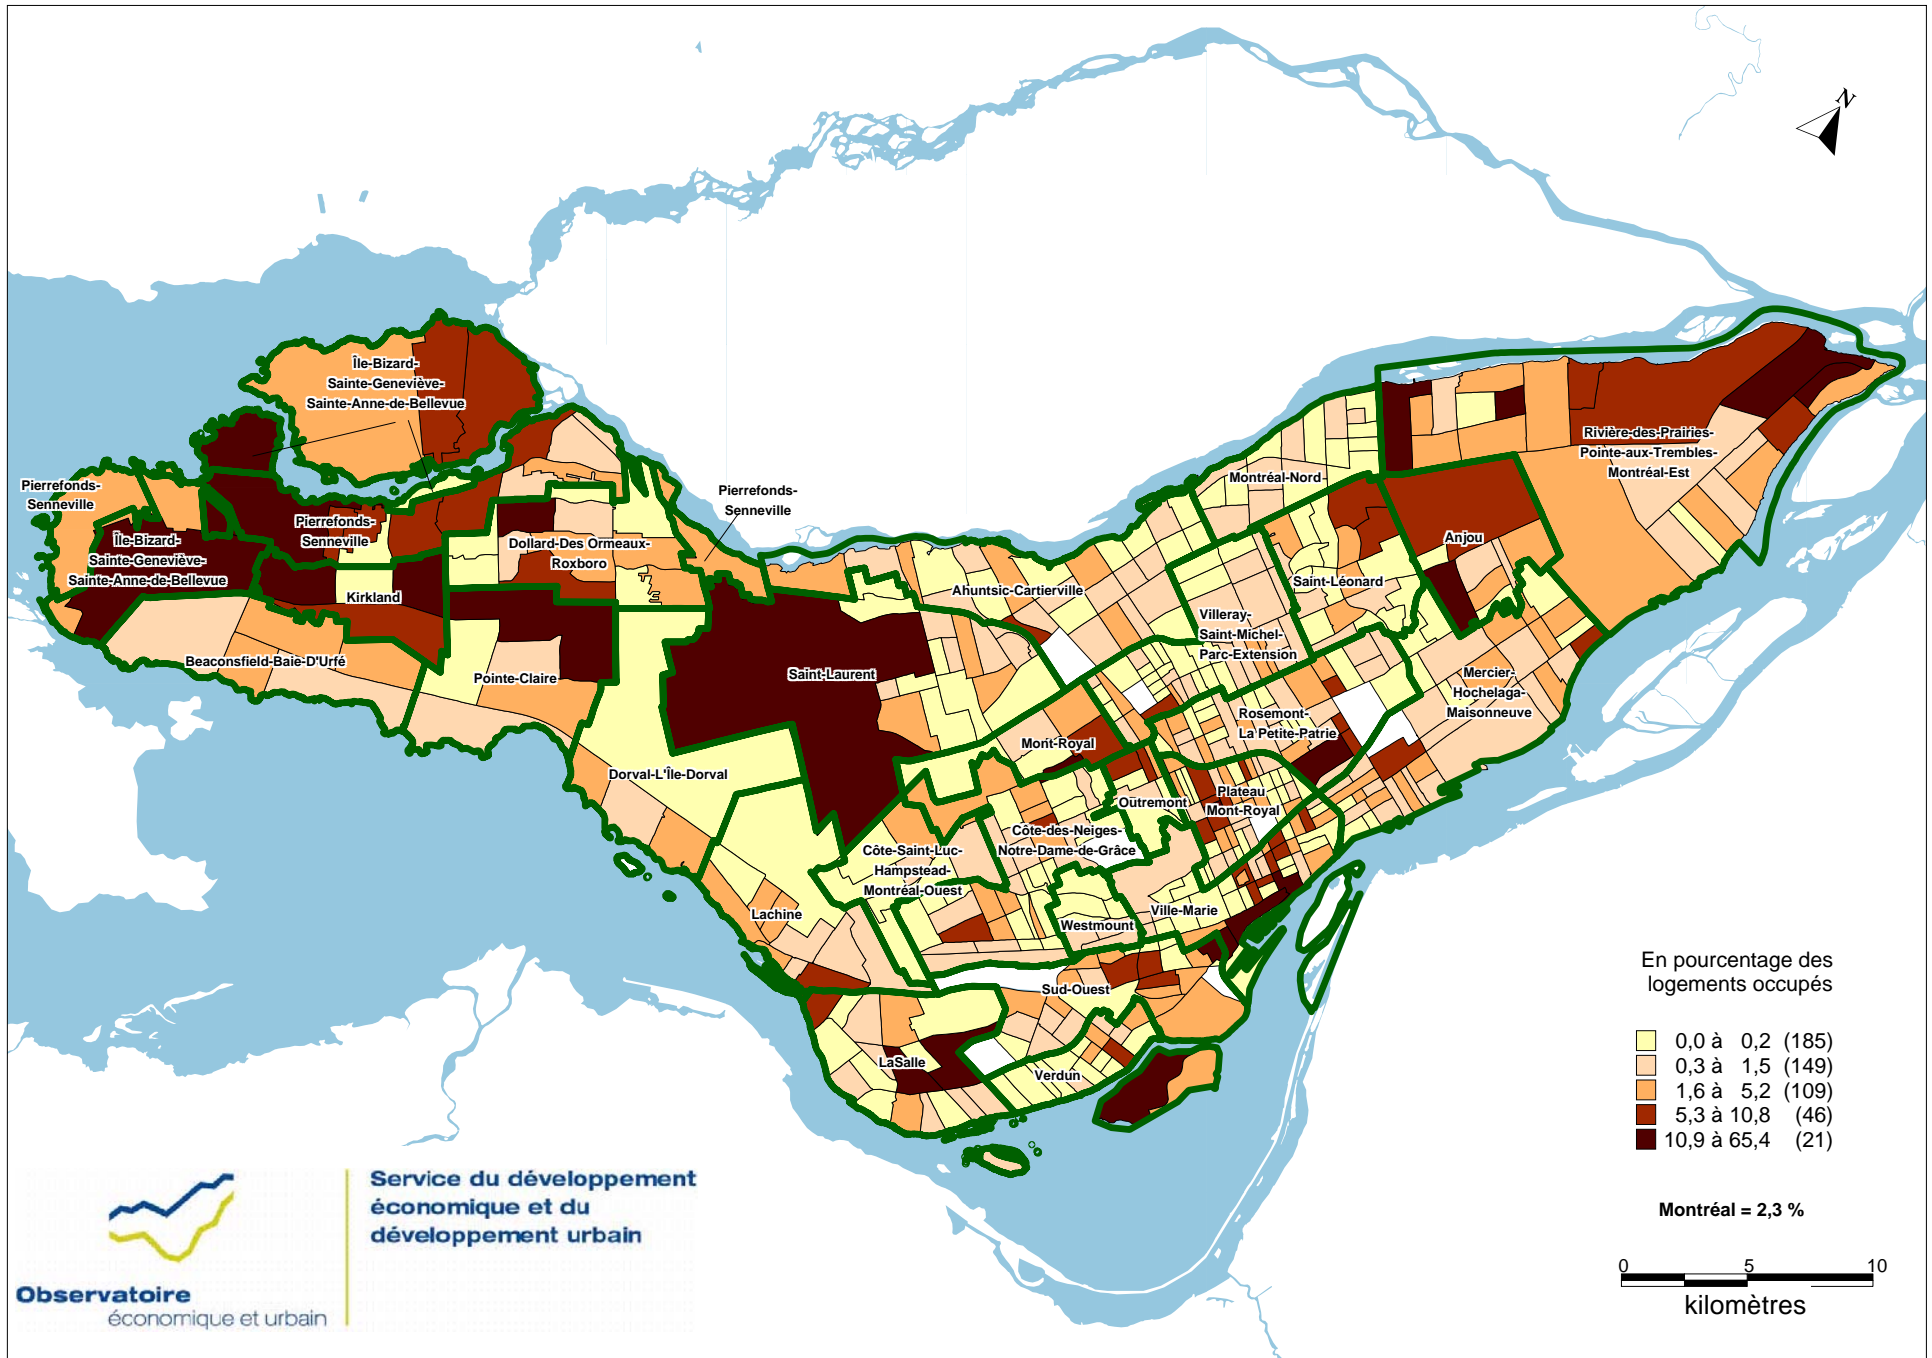 N
Île-Bizard-
Sainte-Geneviève-
Sainte-Anne-de-Bellevue
Pierrefonds-
Senneville
Île-Bizard-
Sainte-Geneviève-
Sainte-Anne-de-Bellevue
Pierrefonds-
Senneville
Kirkland
Beaconsfield-Baie-D'Urfé
Dollard-Des Ormeaux-
Roxboro
Pierrefonds-
Senneville
Pointe-Claire
Dorval-L'Île-Dorval
Saint-Laurent
Ahuntsic-Cartierville
Montréal-Nord
Rivière-des-Prairies-
Pointe-aux-Trembles-
Montréal-Est
Anjou
Saint-Léonard
Villeray-
Saint-Michel-
Parc-Extension
Mercier-
Hochelaga-
Maisonneuve
Rosemont-
La Petite-Patrie
Mont-Royal
Outremont
Plateau
Mont-Royal
Côte-des-Neiges-
Notre-Dame-de-Grâce
Côte-Saint-Luc-
Hampstead-
Montréal-Ouest
Lachine
Westmount
Ville-Marie
Sud-Ouest
LaSalle
Verdun
En pourcentage des
logements occupés
0,0 à 0,2 (185)
0,3 à 1,5 (149)
1,6 à 5,2 (109)
5,3 à 10,8 (46)
10,9 à 65,4 (21)
Montréal = 2,3 %
0 5 10
kilomètres
Service du développement
économique et du
développement urbain
Observatoire
économique et urbain